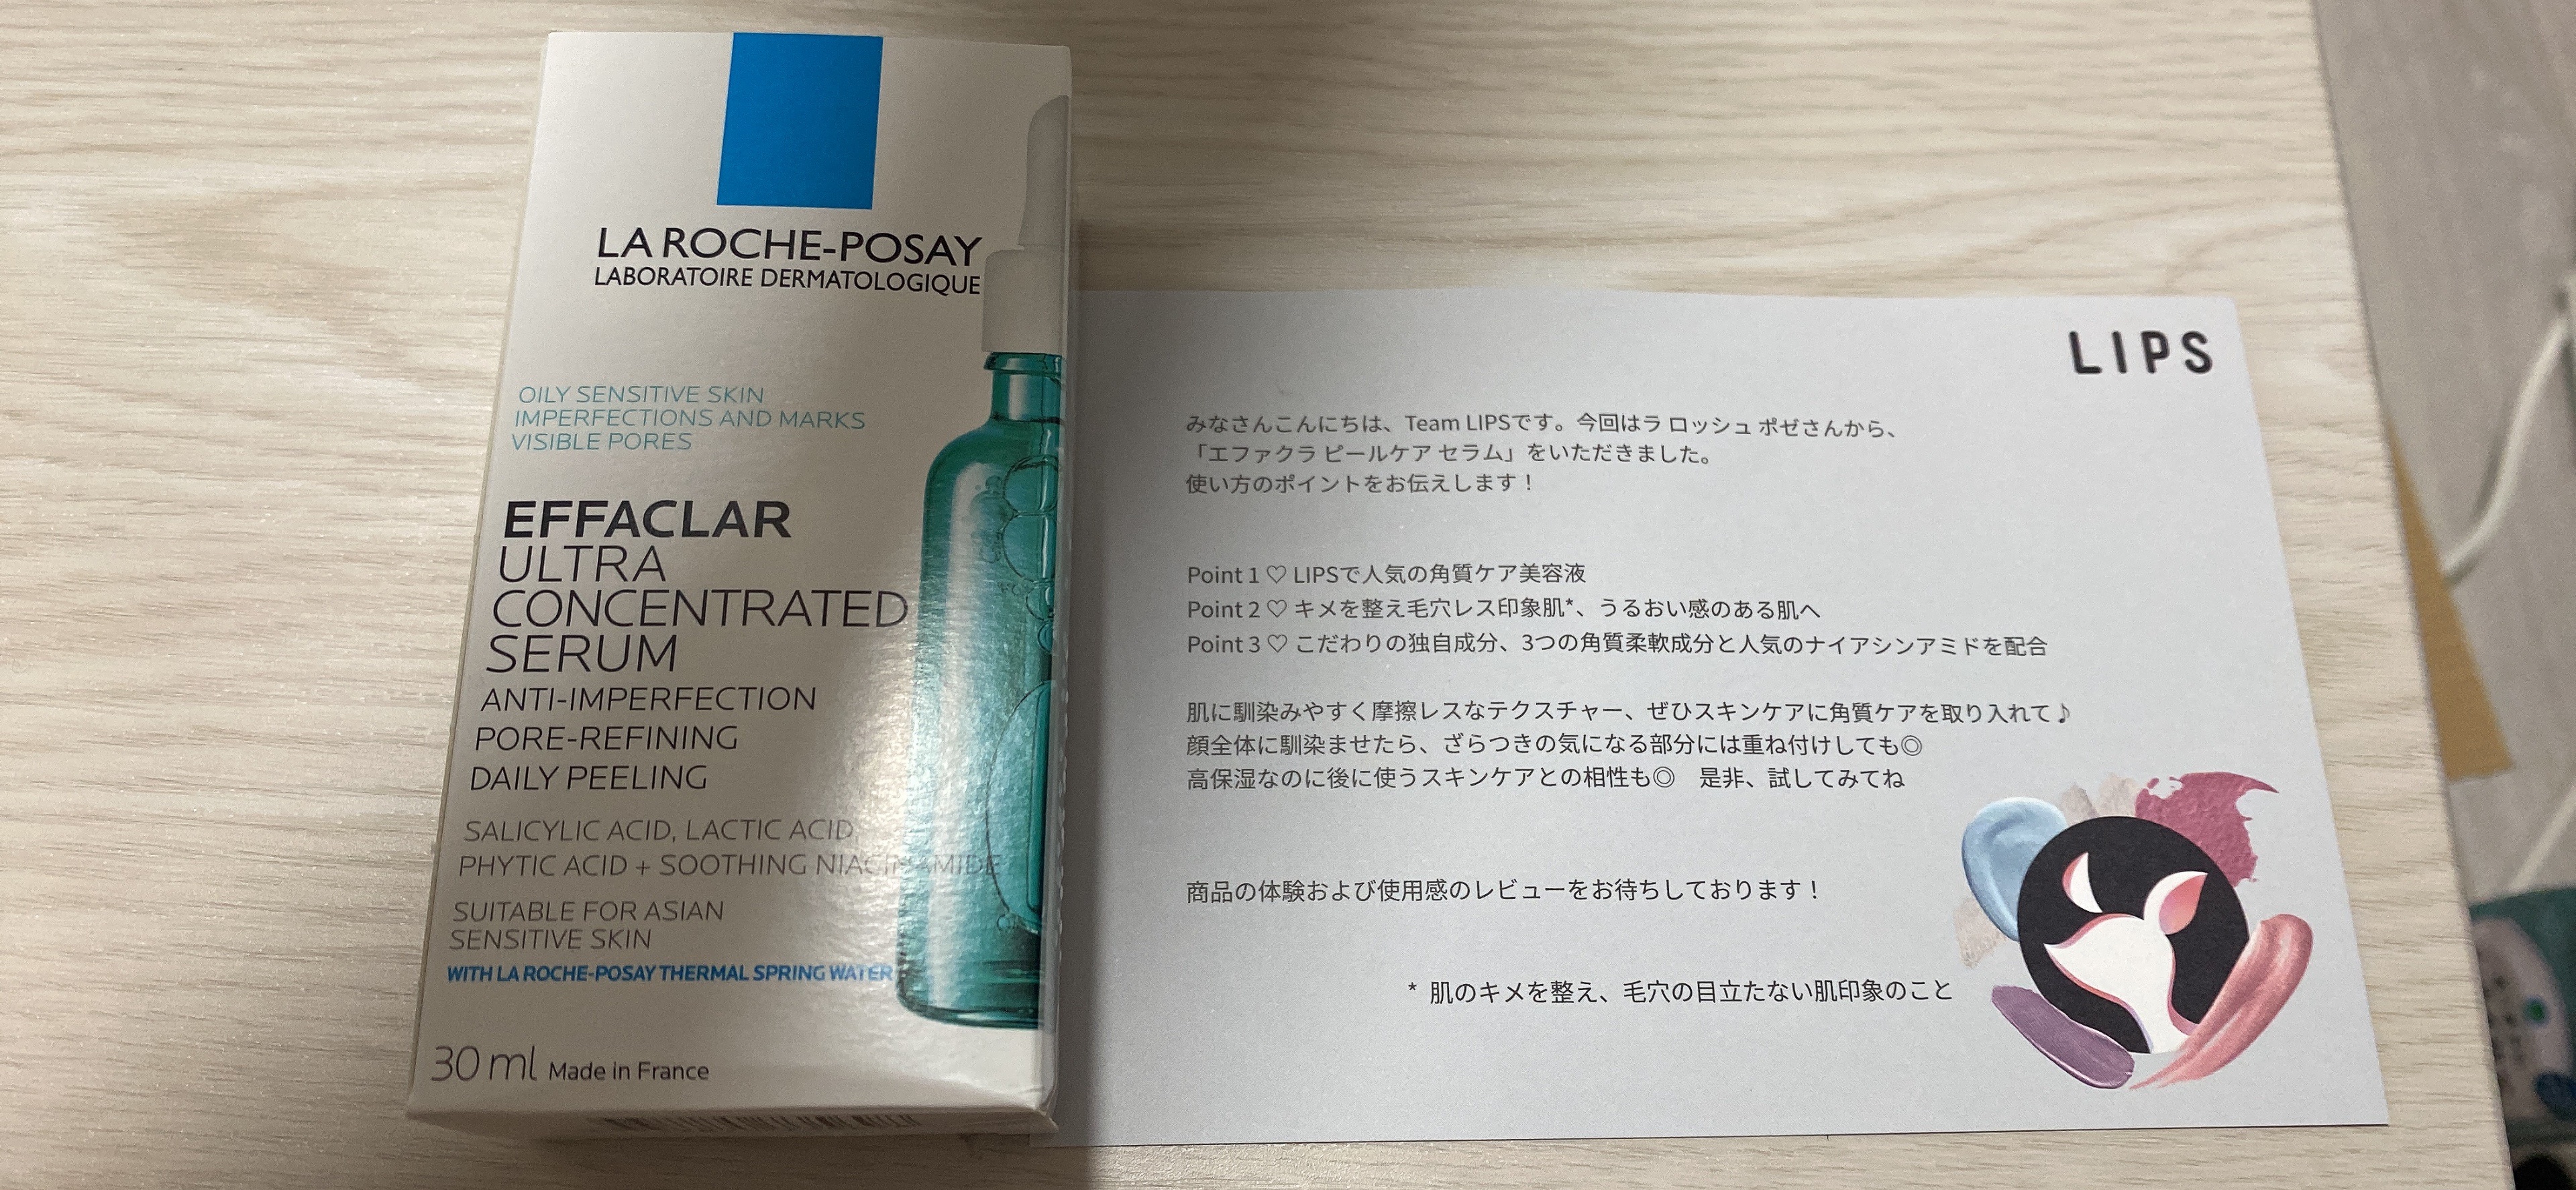 LA ROCHE-POSAY
LABORATOIRE DERMATOLOGIQUE
OILY SENSITIVE SKIN
IMPERFECTIONS AND MARKS
VISIBLE PORES
EFFACLAR
ULTRA
CONCENTRATED
SERUM
ANTI-IMPERFECTION
PORE-REFINING
DAILY PEELING
SALICYLIC ACID, LACTIC ACID,
PHYTIC ACID + SOOTHING NIACINAMIDE
SUITABLE FOR ASIAN
SENSITIVE SKIN
WITH LA ROCHE-POSAY THERMAL SPRING WATER
30 ml Made in France
LIPS
みなさんこんにちは、Team LIPSです。今回はラ ロッシュ ポゼさんから、
「エファクラ ピールケア セラム」をいただきました。
使い方のポイントをお伝えします！
Point 1 ♡ LIPSで人気の角質ケア美容液
Point 2 ♡ キメを整え毛穴レス印象肌*、うるおい感のある肌へ
Point 3 ♡ こだわりの独自成分、3つの角質柔軟成分と人気のナイアシンアミドを配合
肌に馴染みやすく摩擦レスなテクスチャー、ぜひスキンケアに角質ケアを取り入れて♪
顔全体に馴染ませたら、ざらつきの気になる部分には重ね付けしても◎
高保湿なのに後に使うスキンケアとの相性も◎　是非、試してみてね
商品の体験および使用感のレビューをお待ちしております！
* 肌のキメを整え、毛穴の目立たない肌印象のこと